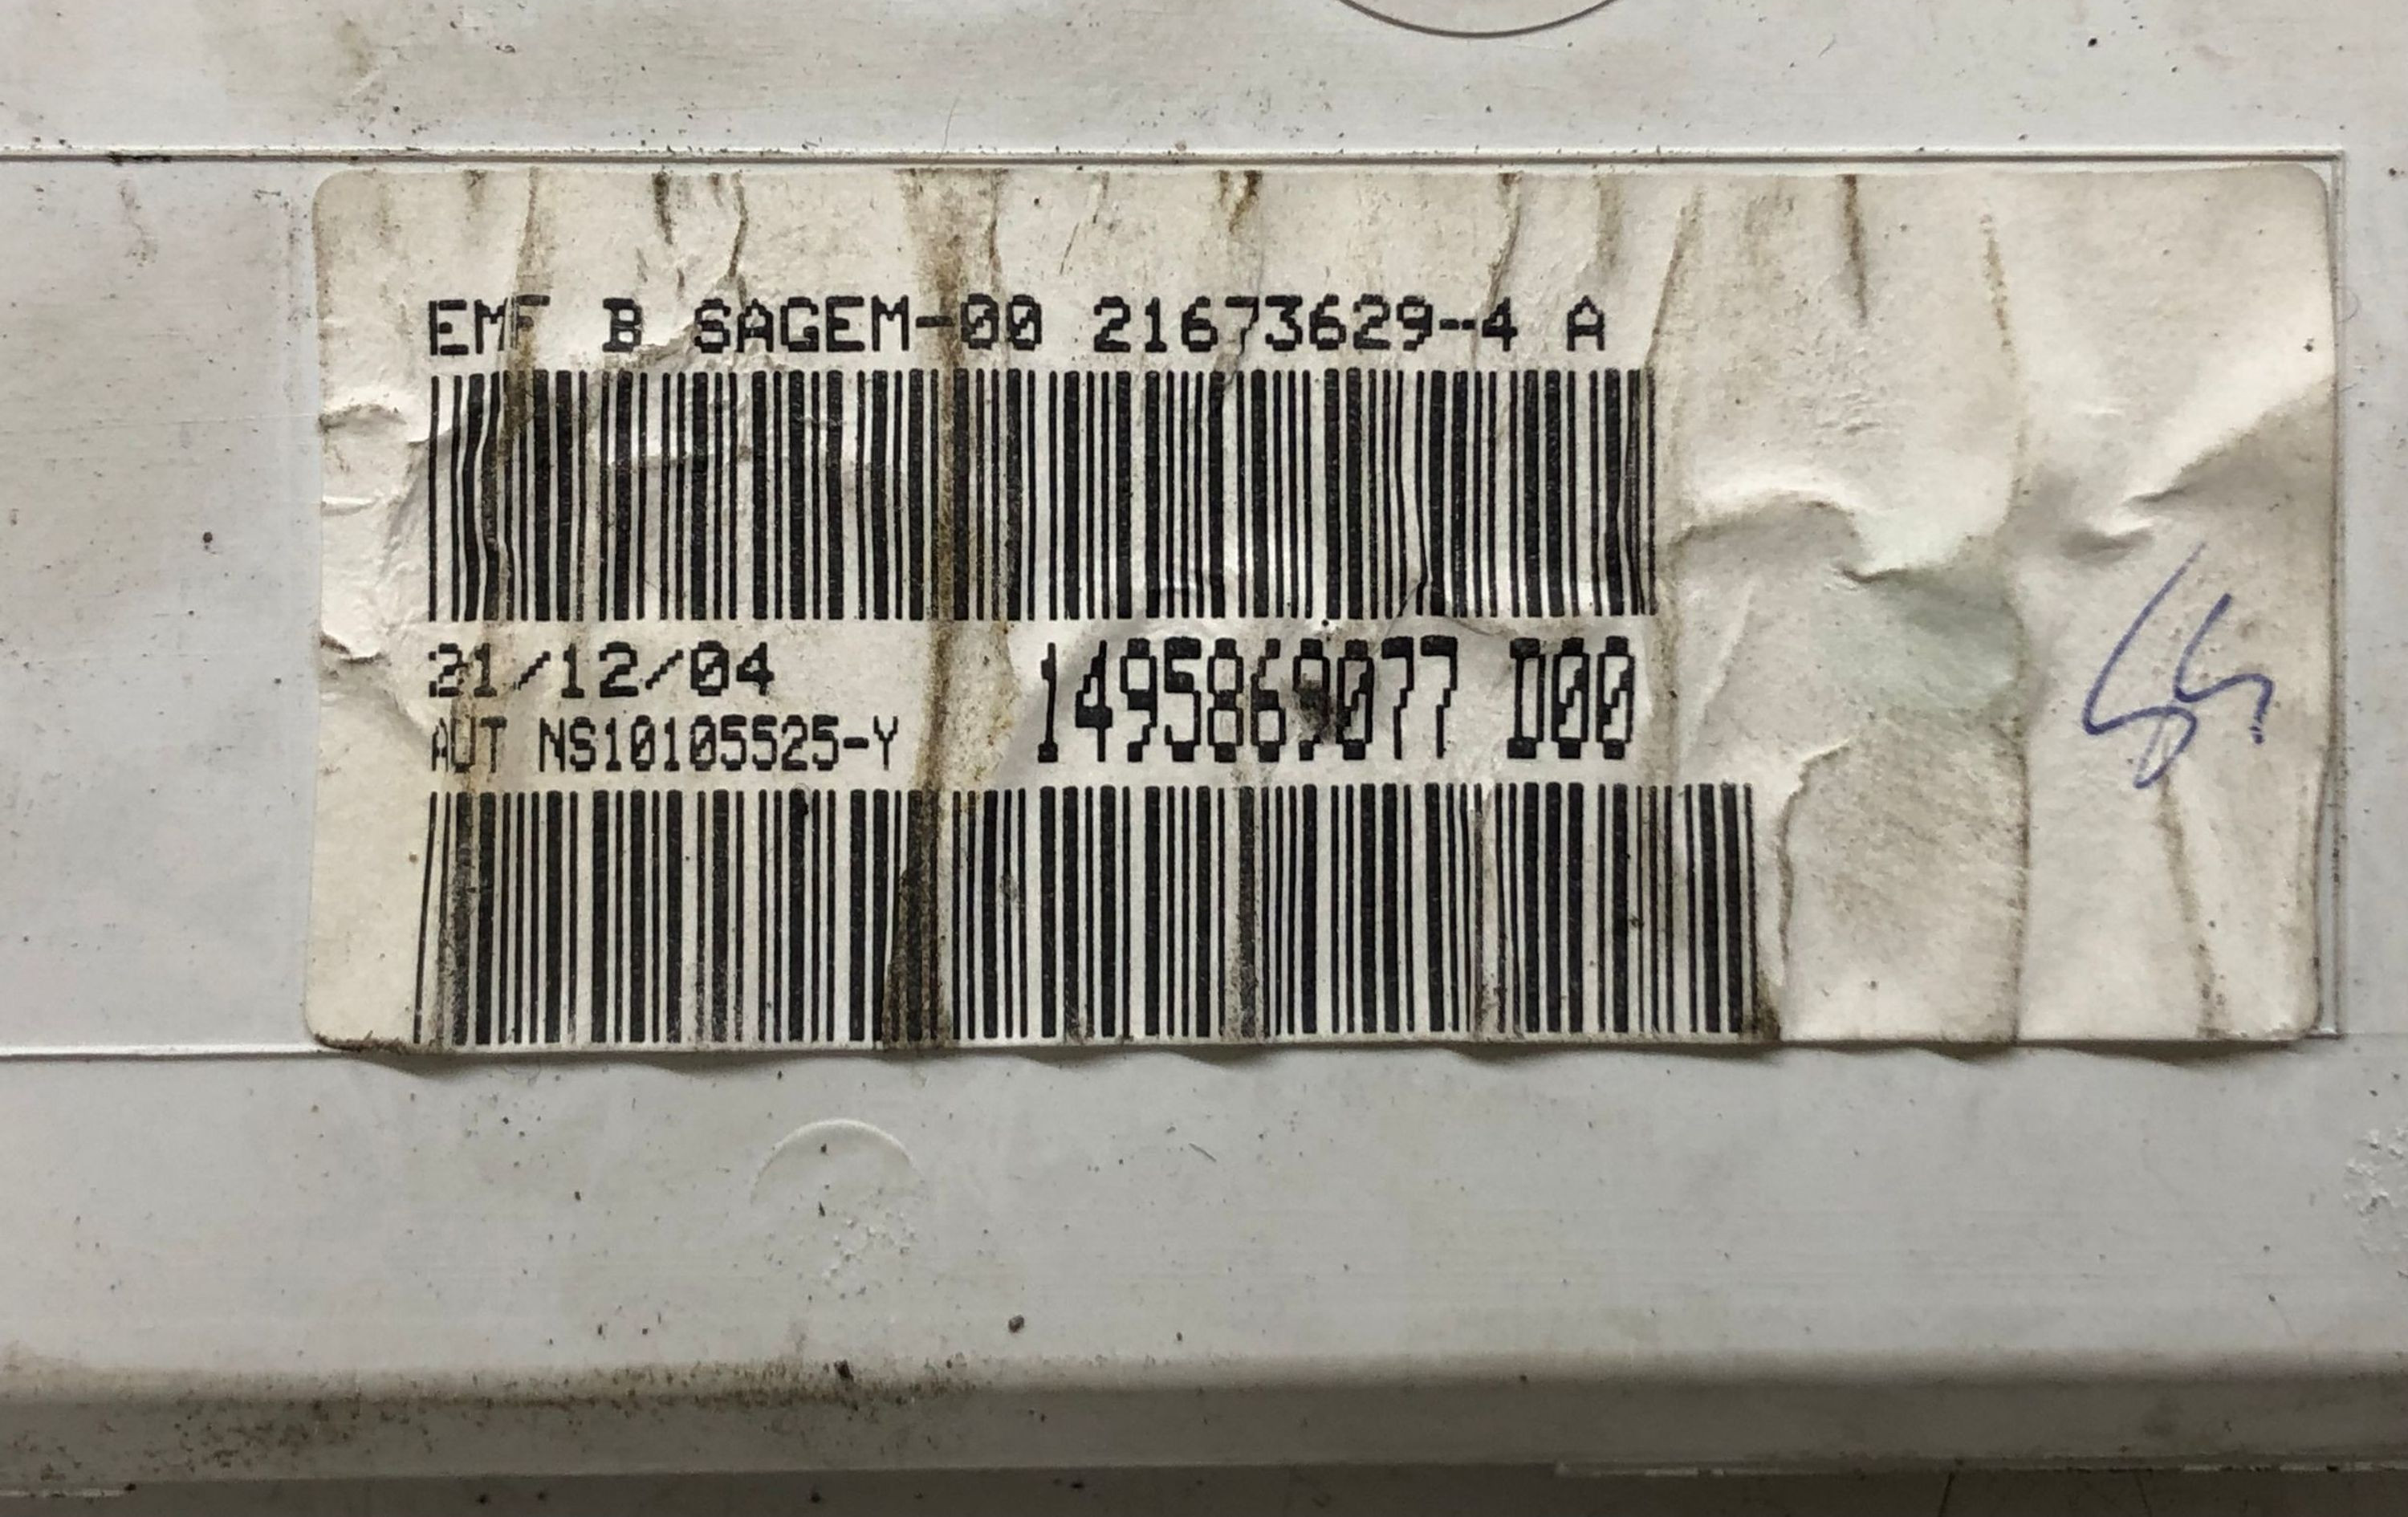 EMF B SAGEM-00 21673629-4 A
21/12/04
1495869077 D00
AUT NS10105525-Y